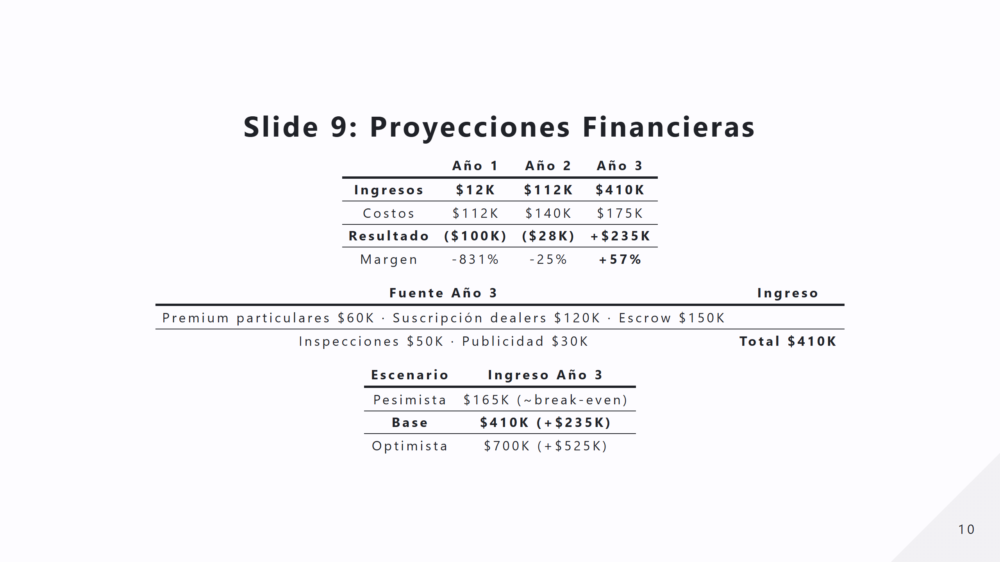 Slide 9: Proyecciones Financieras
Año 1 Año 2 Año 3
Ingresos $12K $112K $410K
Costos $112K $140K $175K
Resultado ($100K) ($28K) +$235K
Margen -831% -25% +57%
Fuente Año 3 Ingreso
Premium particulares $60K · Suscripción dealers $120K · Escrow $150K
Inspecciones $50K · Publicidad $30K Total $410K
Escenario Ingreso Año 3
Pesimista $165K (~break-even)
Base $410K (+$235K)
Optimista $700K (+$525K)
10